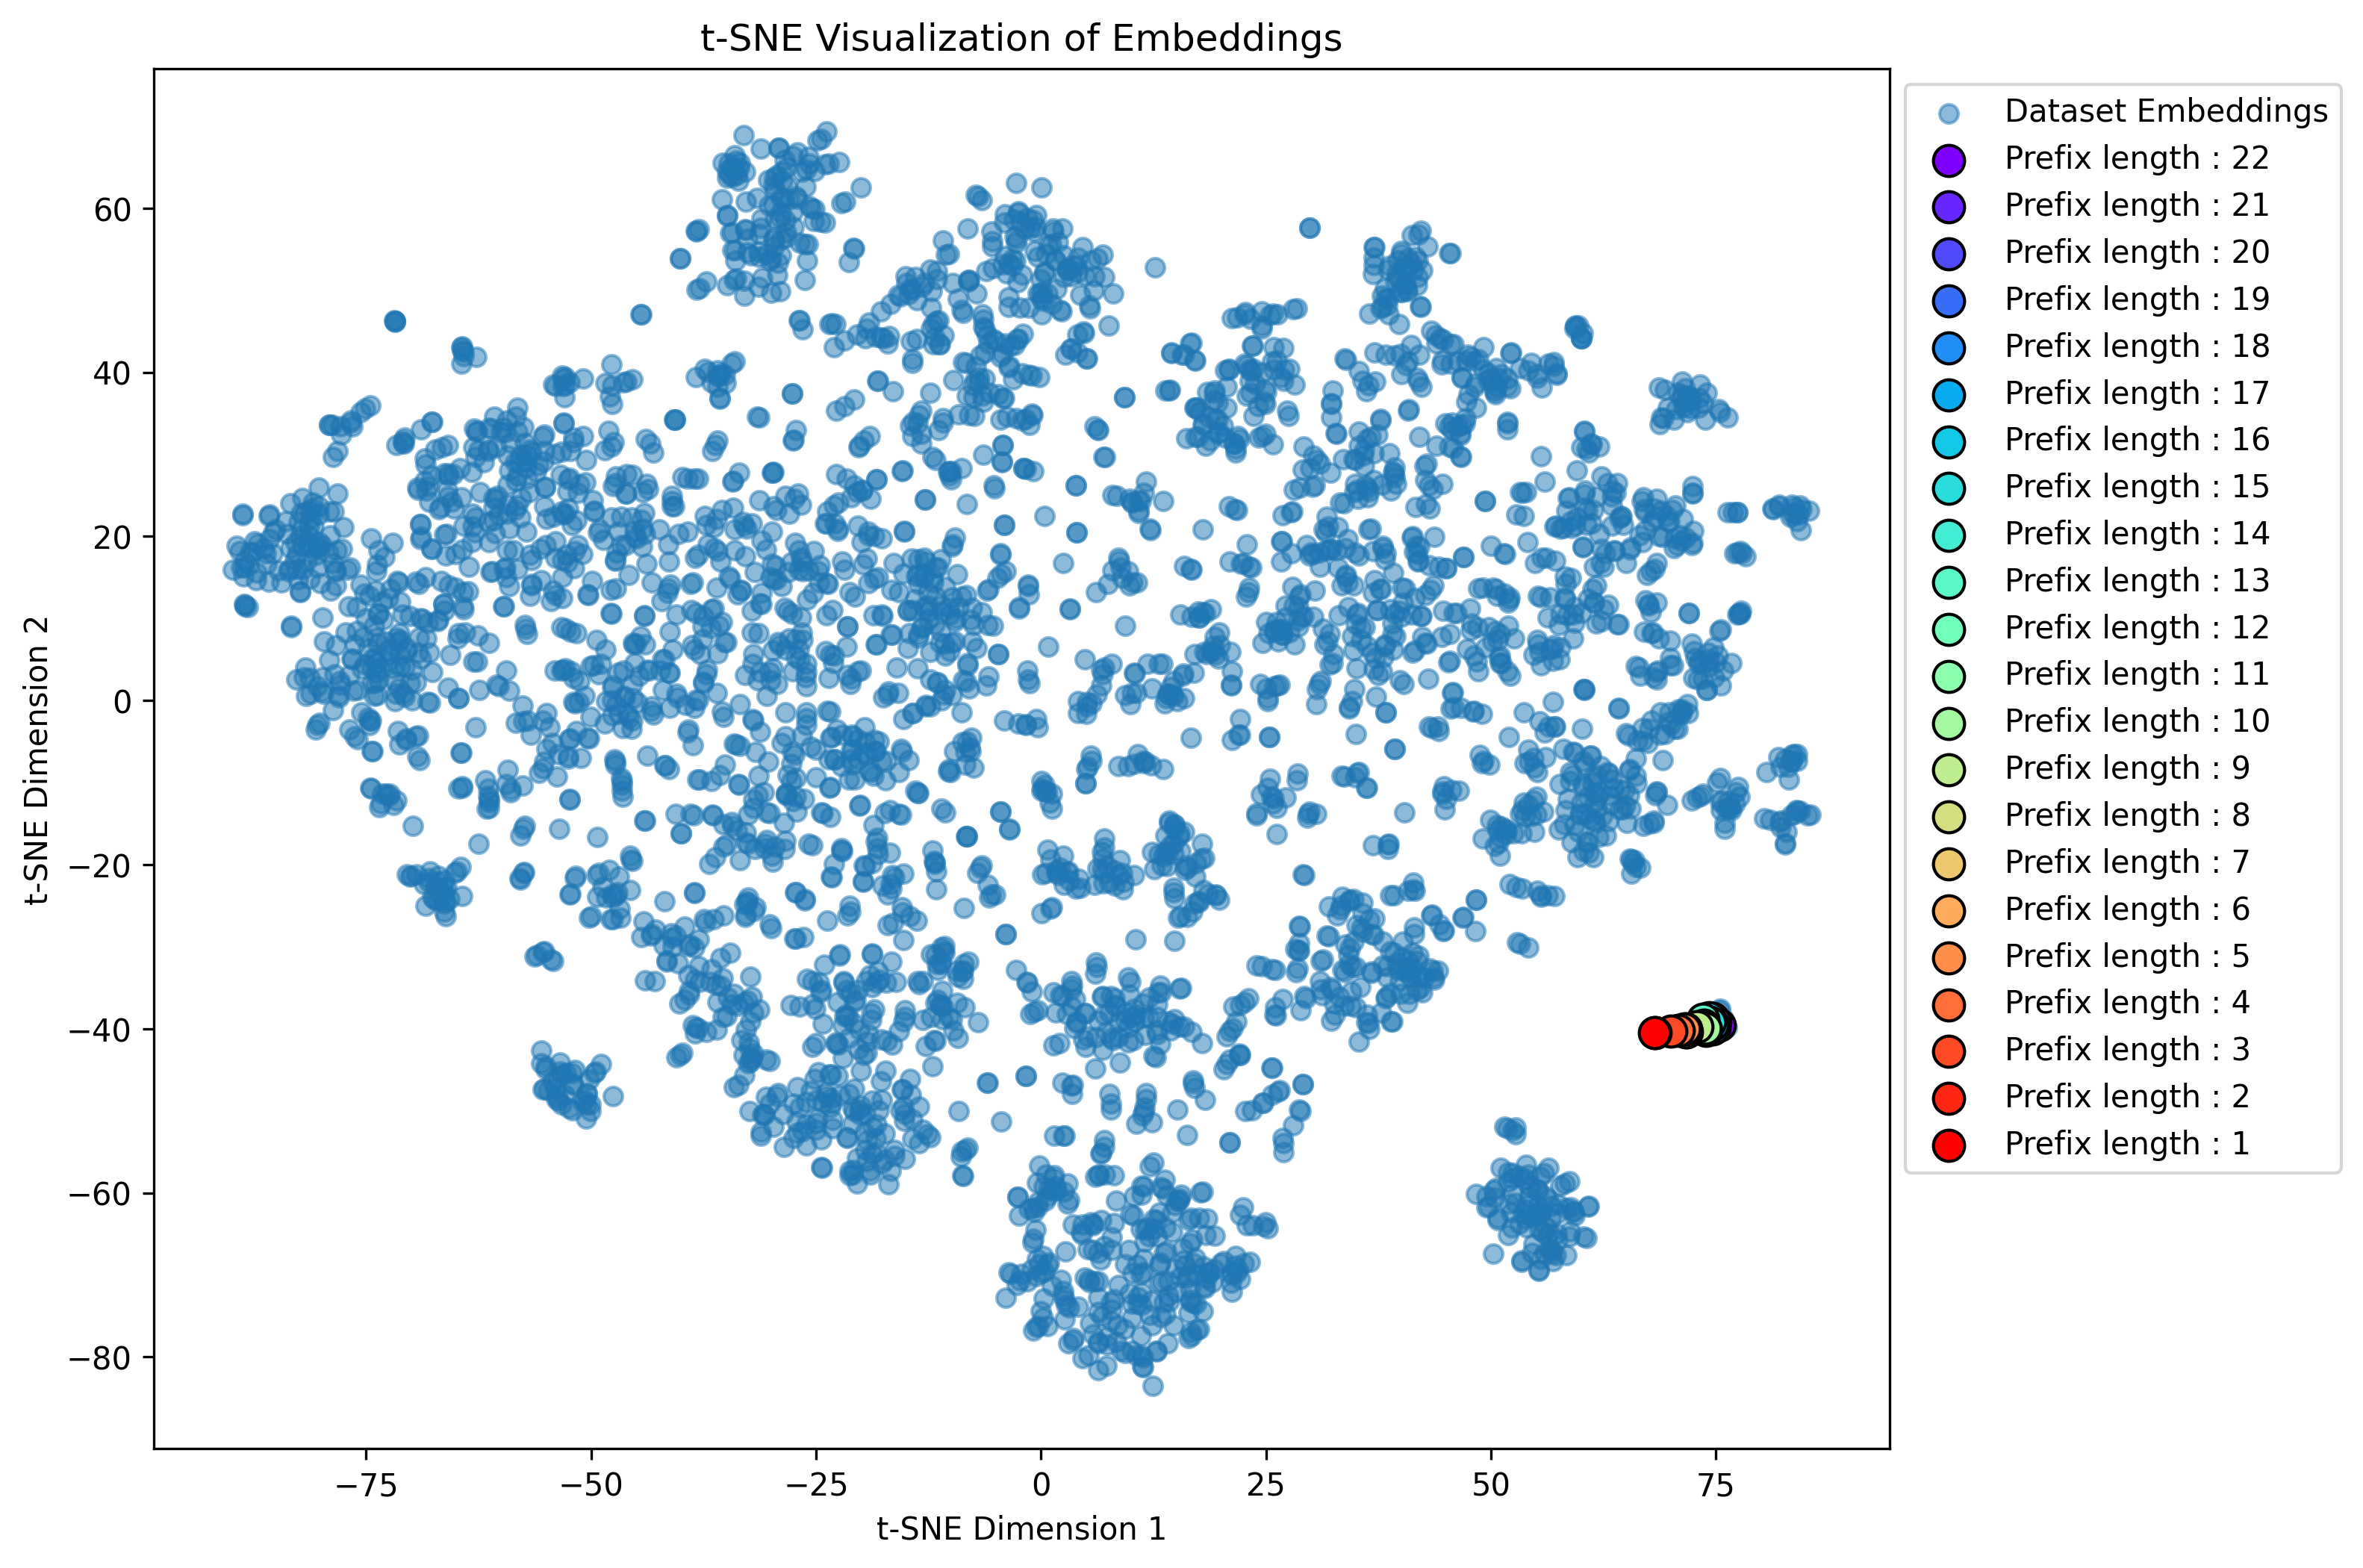 t-SNE Visualization of Embeddings
t-SNE Dimension 2
60
40
20
0
−20
−40
−60
−80
−75
−50
−25
0
25
50
75
t-SNE Dimension 1
Dataset Embeddings
Prefix length : 22
Prefix length : 21
Prefix length : 20
Prefix length : 19
Prefix length : 18
Prefix length : 17
Prefix length : 16
Prefix length : 15
Prefix length : 14
Prefix length : 13
Prefix length : 12
Prefix length : 11
Prefix length : 10
Prefix length : 9
Prefix length : 8
Prefix length : 7
Prefix length : 6
Prefix length : 5
Prefix length : 4
Prefix length : 3
Prefix length : 2
Prefix length : 1